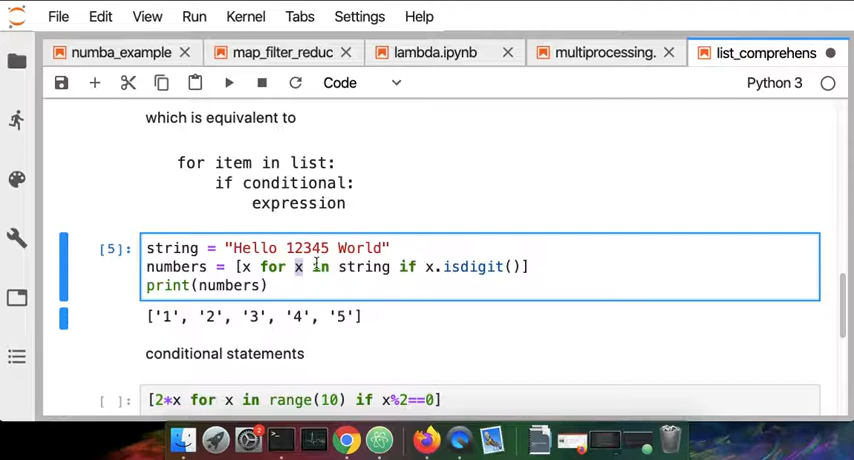 File Edit View Run Kernel Tabs Settings Help
numba_example map_filter_reduc lambda.ipynb multiprocessing. list_comprehens
Code Python 3
which is equivalent to
for item in list:
if conditional:
expression
[5]: string = "Hello 12345 World"
numbers = [x for x in string if x.isdigit()]
print(numbers)
['1', '2', '3', '4', '5']
conditional statements
[ ]: [2*x for x in range(10) if x%2==0]
2